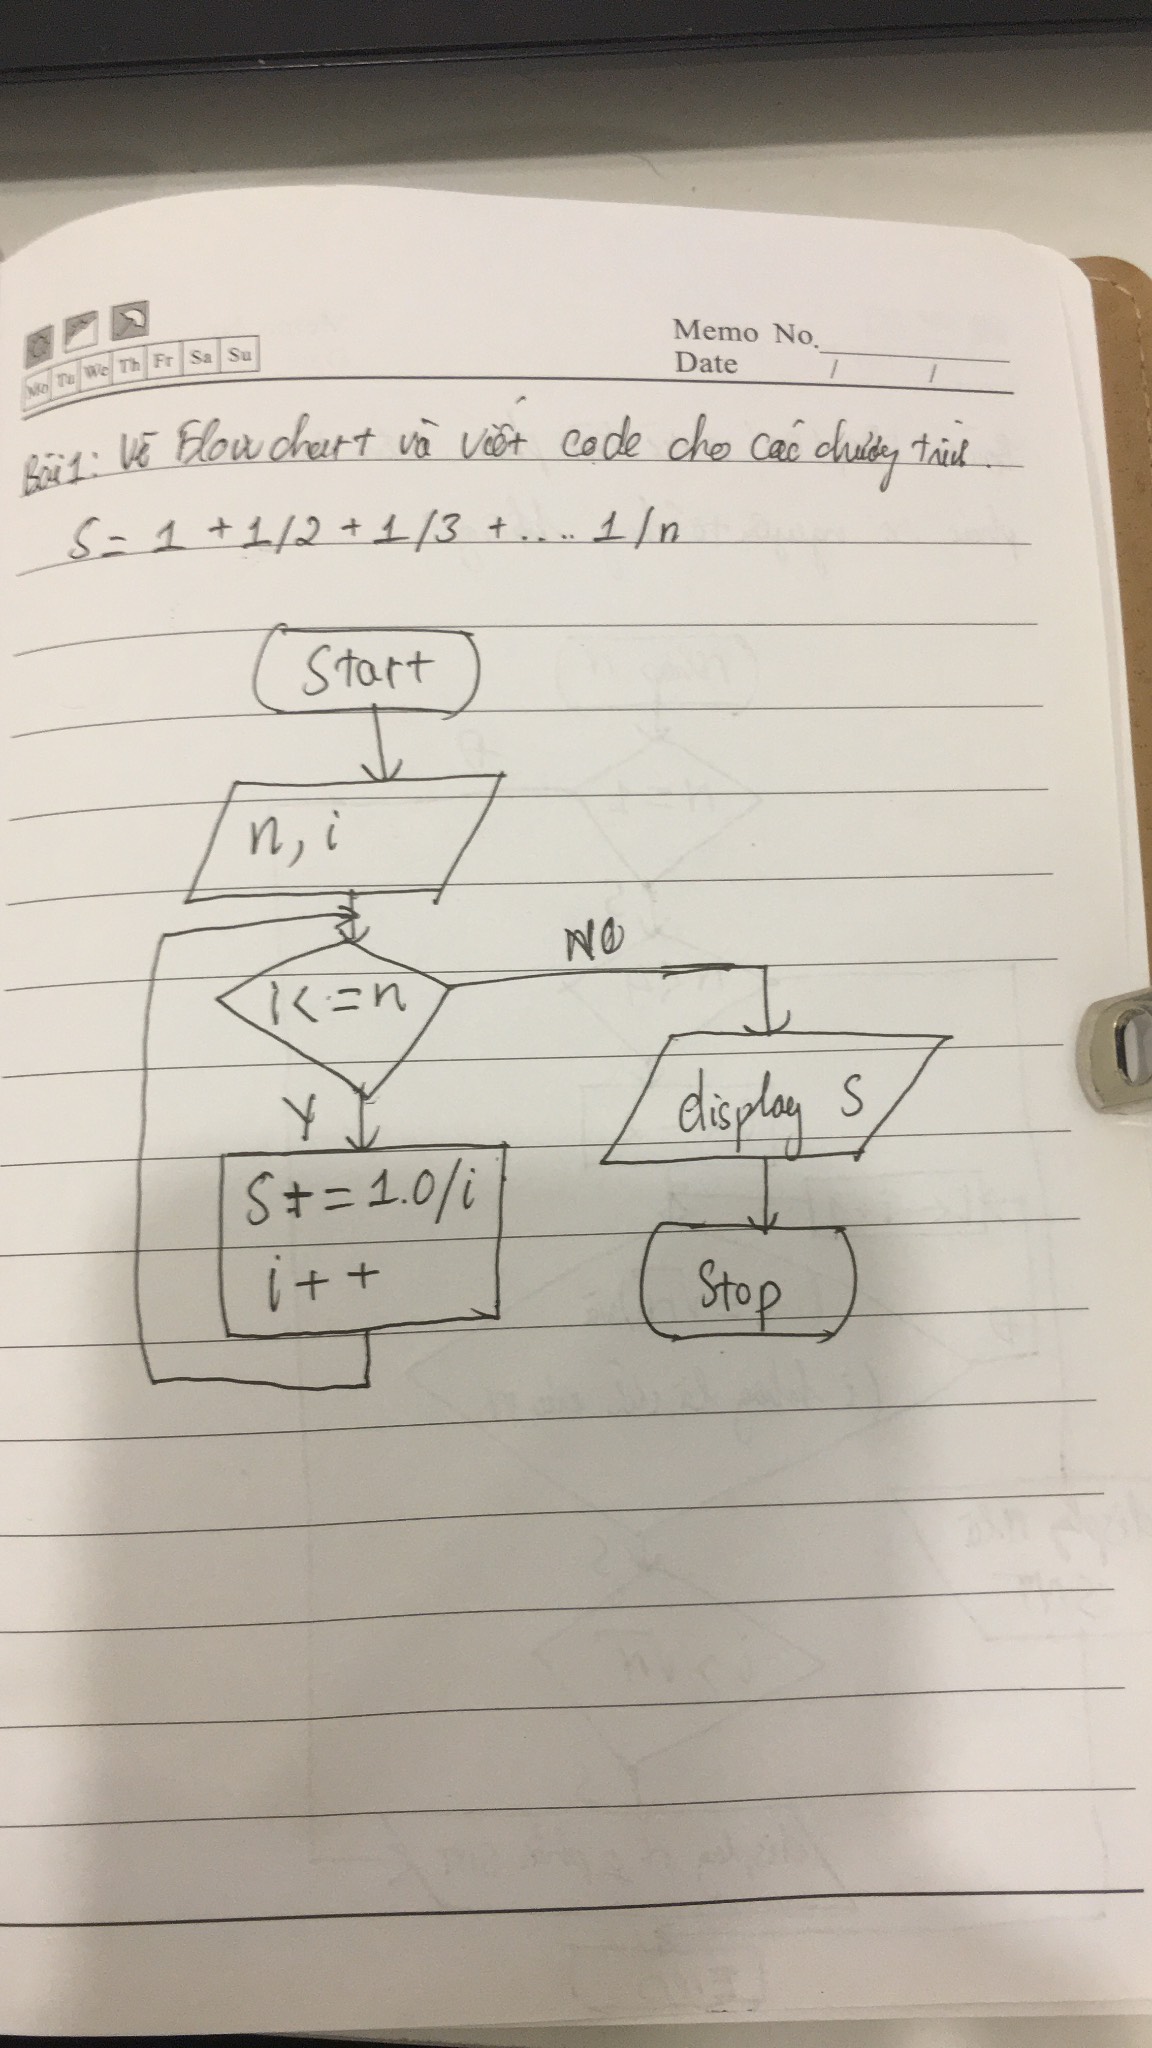 Mo Tu We Th Fr Sa Su
Memo No.
Date / /
Bài 1: Vẽ Flowchart và viết code cho các chương trình.
S = 1 + 1/2 + 1/3 + .... 1/n
Start
n, i
i<=n
NO
Y
S+=1.0/i
i++
display S
Stop